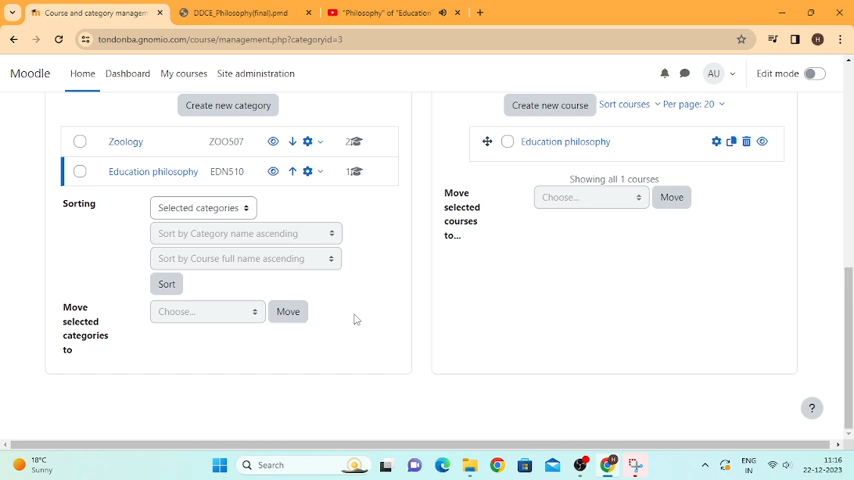 Course and category managem
DDCE_Philosophy(final).pmd
"Philosophy" of "Education
tondonba.gnomio.com/course/management.php?categoryid=3
H
Moodle
Home
Dashboard
My courses
Site administration
AU
Edit mode
Create new category
Create new course
Sort courses
Per page: 20
Zoology
ZOO507
2
Education philosophy
Education philosophy
EDN510
1
Showing all 1 courses
Sorting
Selected categories
Move
selected
courses
to...
Choose...
Move
Sort by Category name ascending
Sort by Course full name ascending
Sort
Move
selected
categories
to
Choose...
Move
?
18°C
Sunny
Search
ENG
IN
11:16
22-12-2023